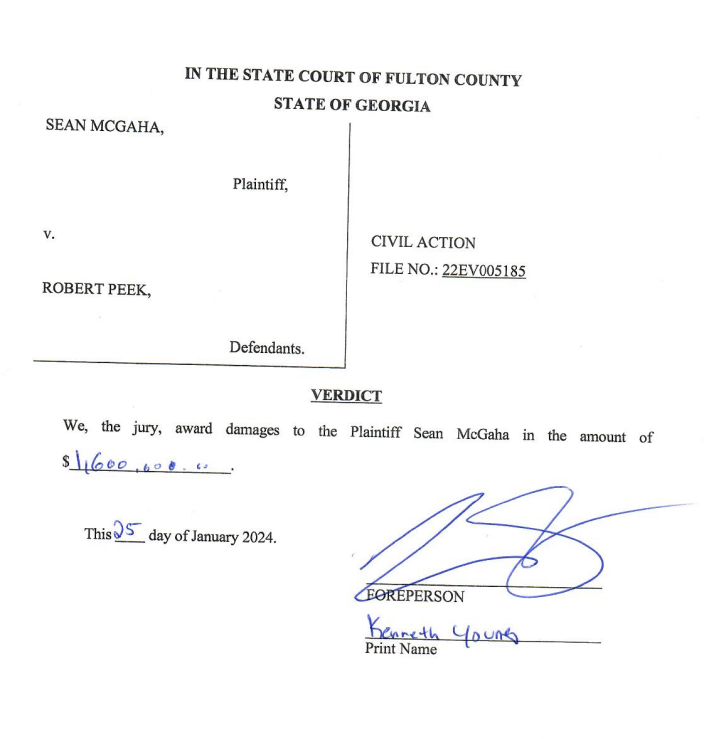 IN THE STATE COURT OF FULTON COUNTY
STATE OF GEORGIA
SEAN MCGAHA,
Plaintiff,
v.
CIVIL ACTION
FILE NO.: 22EV005185
ROBERT PEEK,
Defendants.
VERDICT
We, the jury, award damages to the Plaintiff Sean McGaha in the amount of
$1,600,000.00.
This 25 day of January 2024.
FOREPERSON
Kenneth Young
Print Name